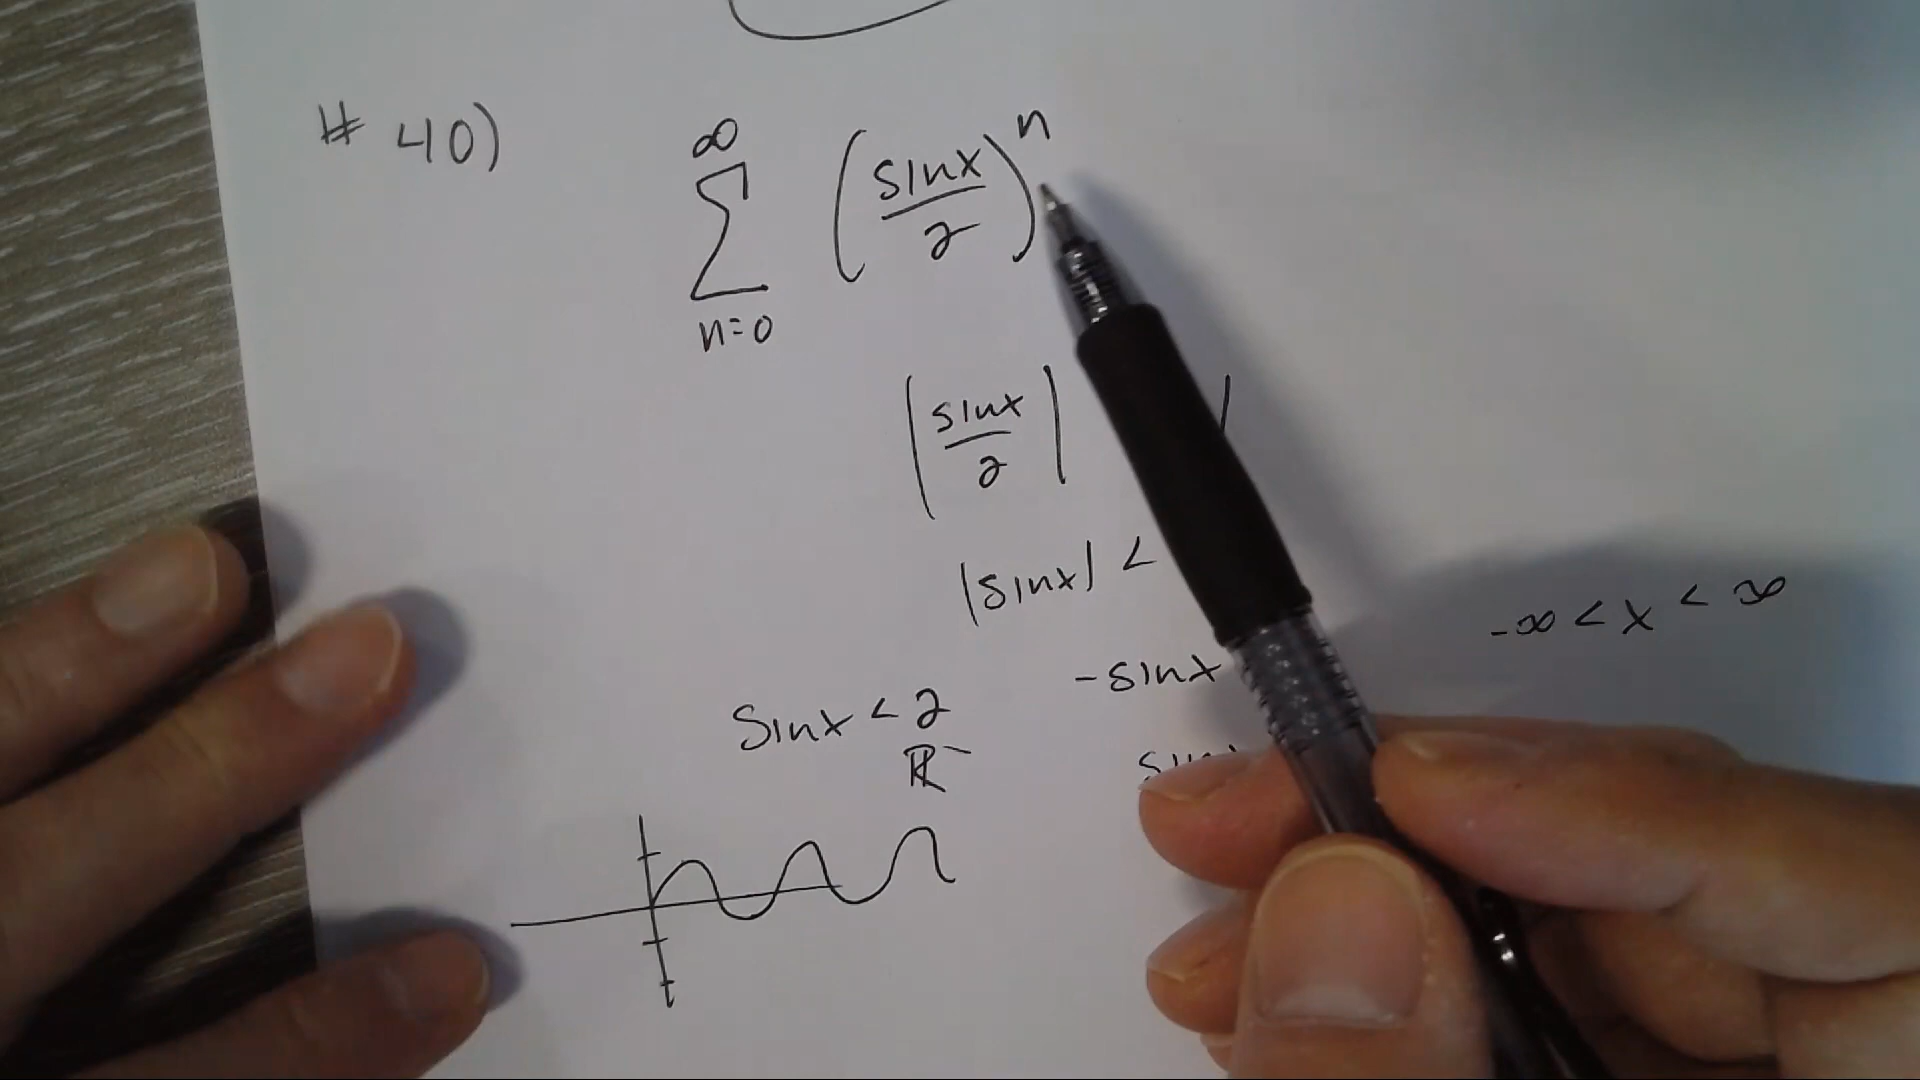 # 40)
∞
∑ (sinx/2)^n
n=0
|sinx/2|
|sinx| <
-∞ < x < ∞
-sinx
sinx < 2
ℝ